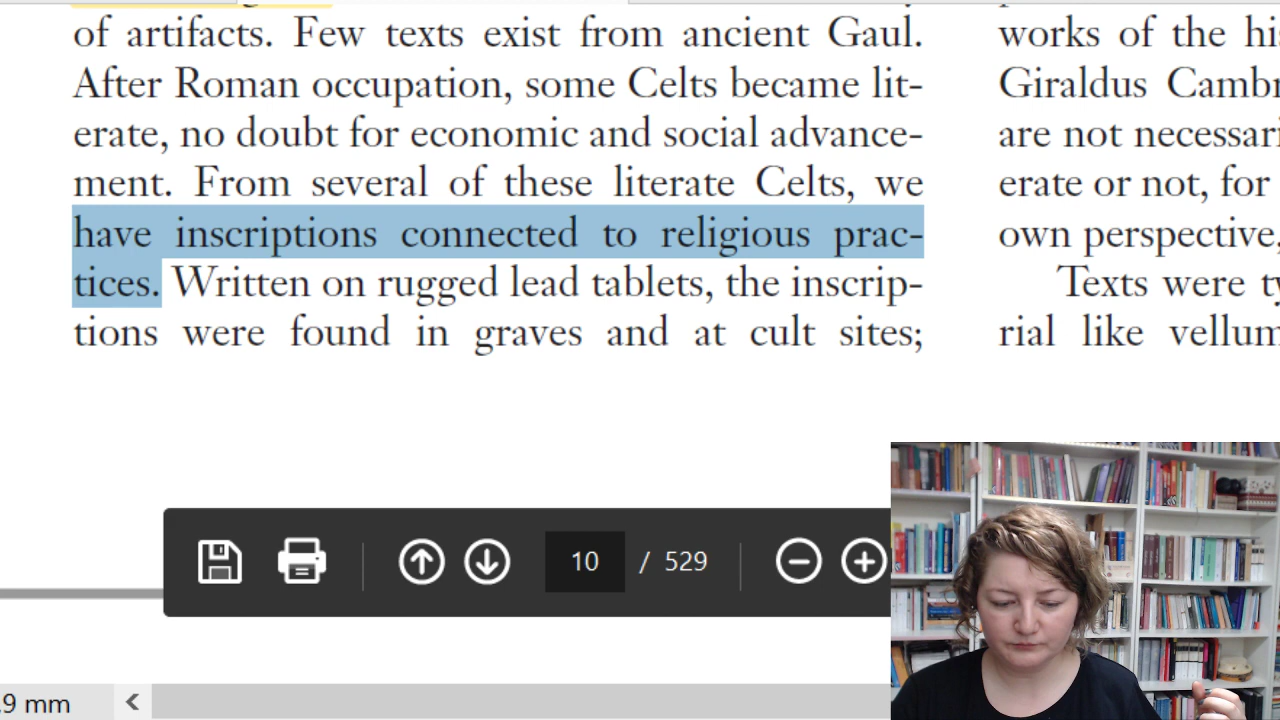 of artifacts. Few texts exist from ancient Gaul.
After Roman occupation, some Celts became lit-
erate, no doubt for economic and social advance-
ment. From several of these literate Celts, we
have inscriptions connected to religious prac-
tices. Written on rugged lead tablets, the inscrip-
tions were found in graves and at cult sites;
works of the
Giraldus
are not
erate or not, for
own perspective,
Texts were
rial like vellum
10 / 529
.9 mm